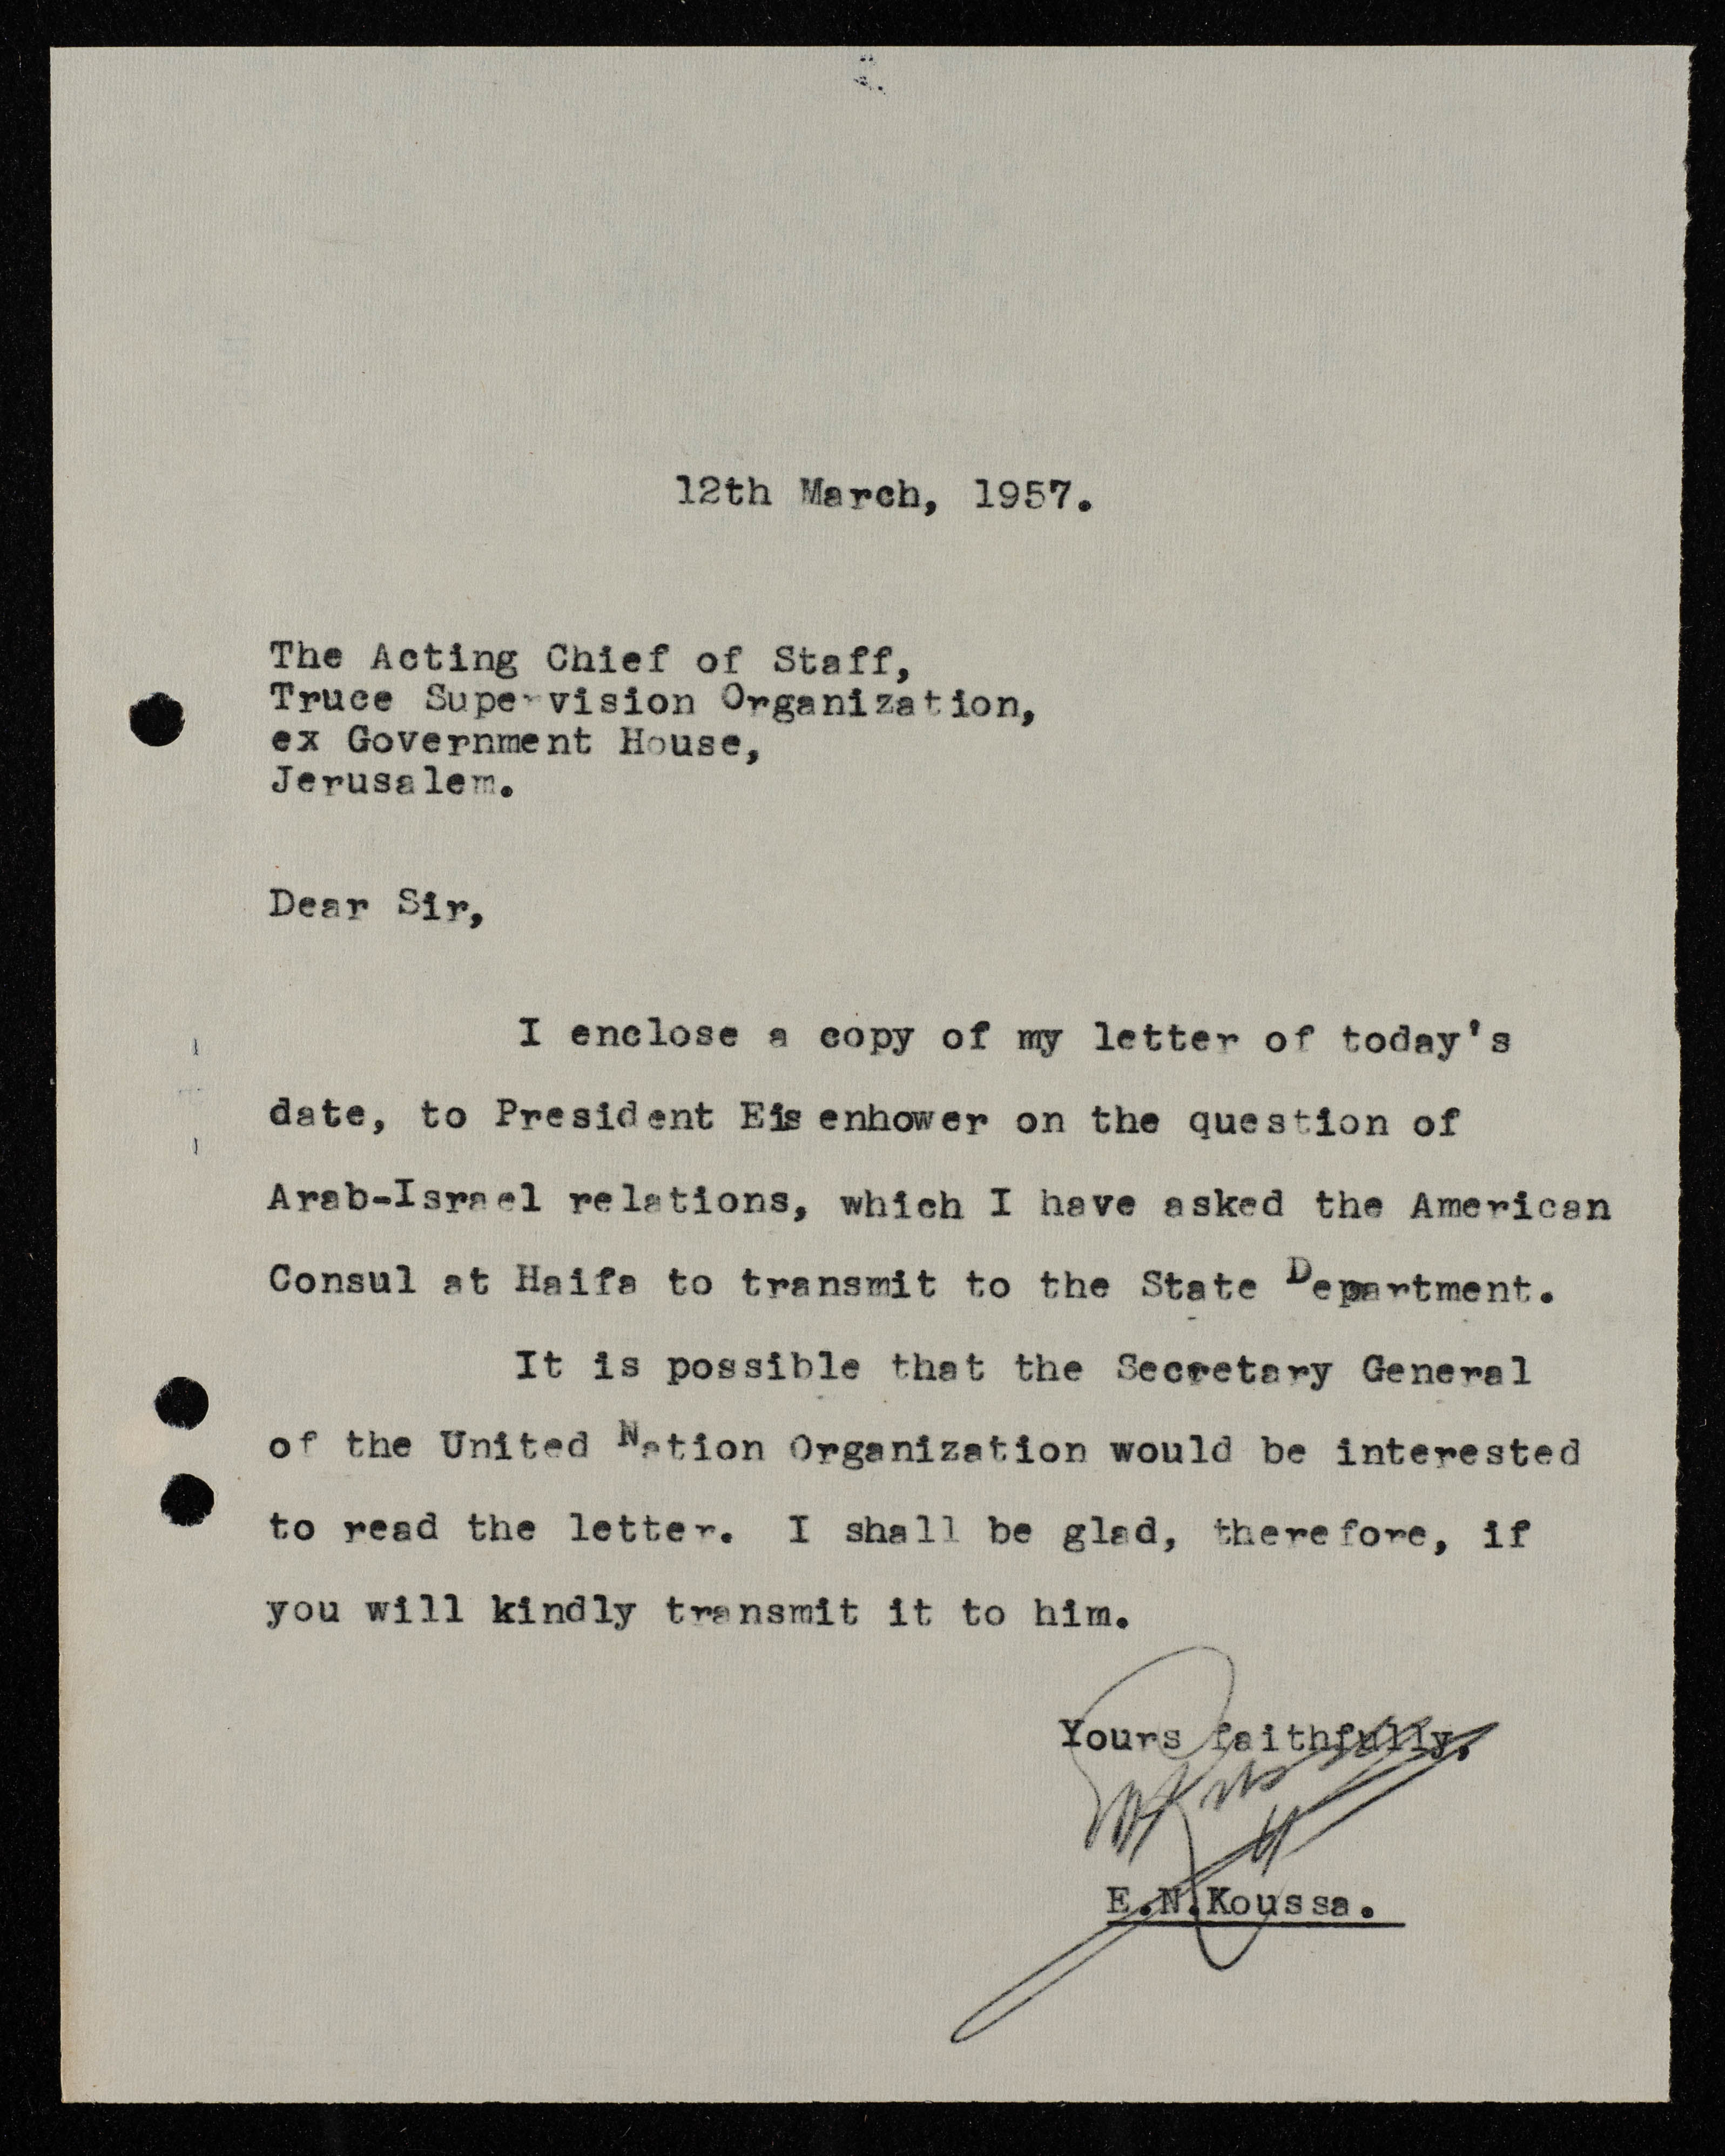 12th March, 1957.
The Acting Chief of Staff,
Truce Supervision Organization,
ex Government House,
Jerusalem.
Dear Sir,
I enclose a copy of my letter of today's
date, to President Eisenhower on the question of
Arab-Israel relations, which I have asked the American
Consul at Haifa to transmit to the State Department.
It is possible that the Secretary General
of the United Nation Organization would be interested
to read the letter. I shall be glad, therefore, if
you will kindly transmit it to him.
Yours faithfully,
E.N.Koussa.